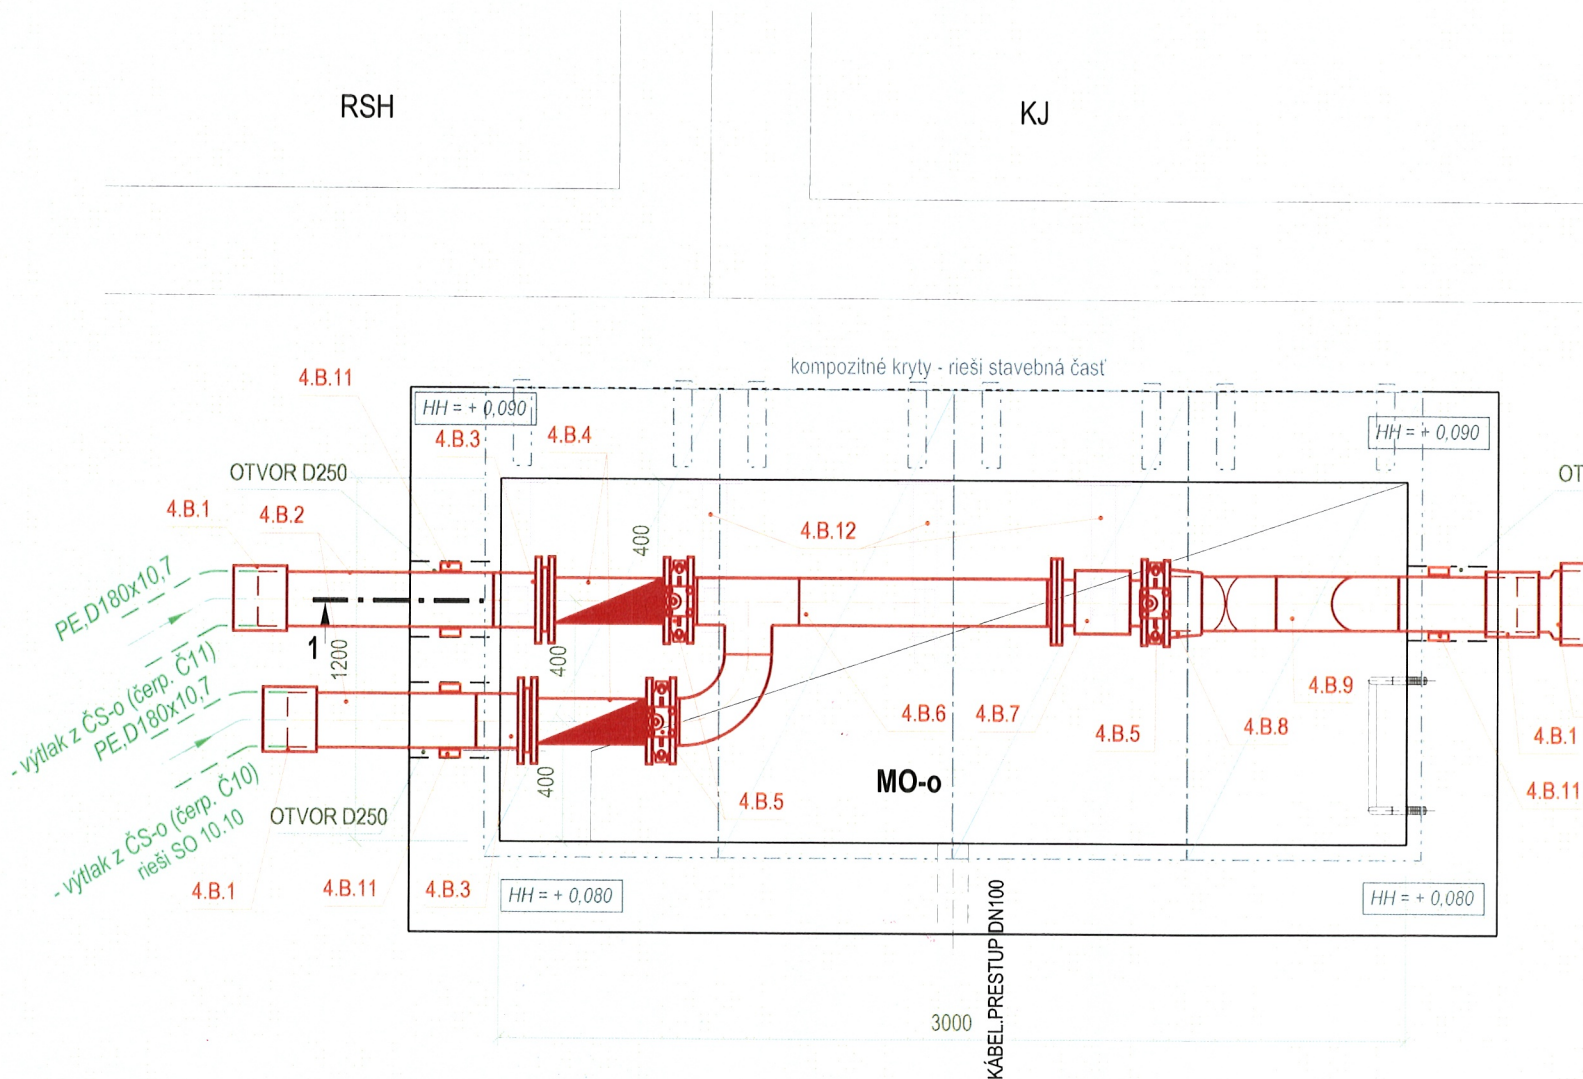 RSH
KJ
kompozitné kryty - rieši stavebná časť
4.B.11
HH = + 0,090
HH = + 0,090
4.B.3
4.B.4
OTVOR D250
4.B.1
4.B.2
4.B.12
400
PE,D180x10,7
- výtlak z ČS-o (čerp. Č11)
1
1200
400
PE,D180x10,7
- výtlak z ČS-o (čerp. Č10)
rieši SO 10.10
4.B.9
4.B.6
4.B.7
4.B.5
4.B.8
4.B.1
400
MO-o
4.B.5
4.B.11
OTVOR D250
4.B.1
4.B.11
4.B.3
HH = + 0,080
HH = + 0,080
KÁBEL.PRESTUP DN100
3000